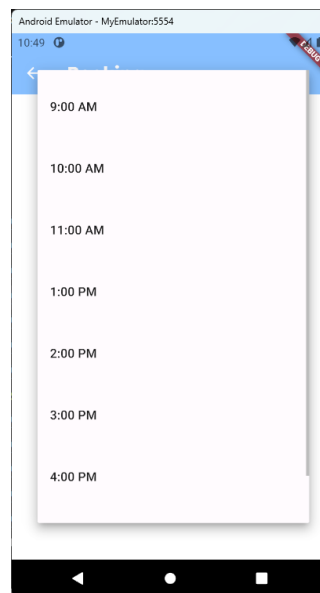 Android Emulator - MyEmulator:5554
10:49
DEBUG
9:00 AM
10:00 AM
11:00 AM
1:00 PM
2:00 PM
3:00 PM
4:00 PM